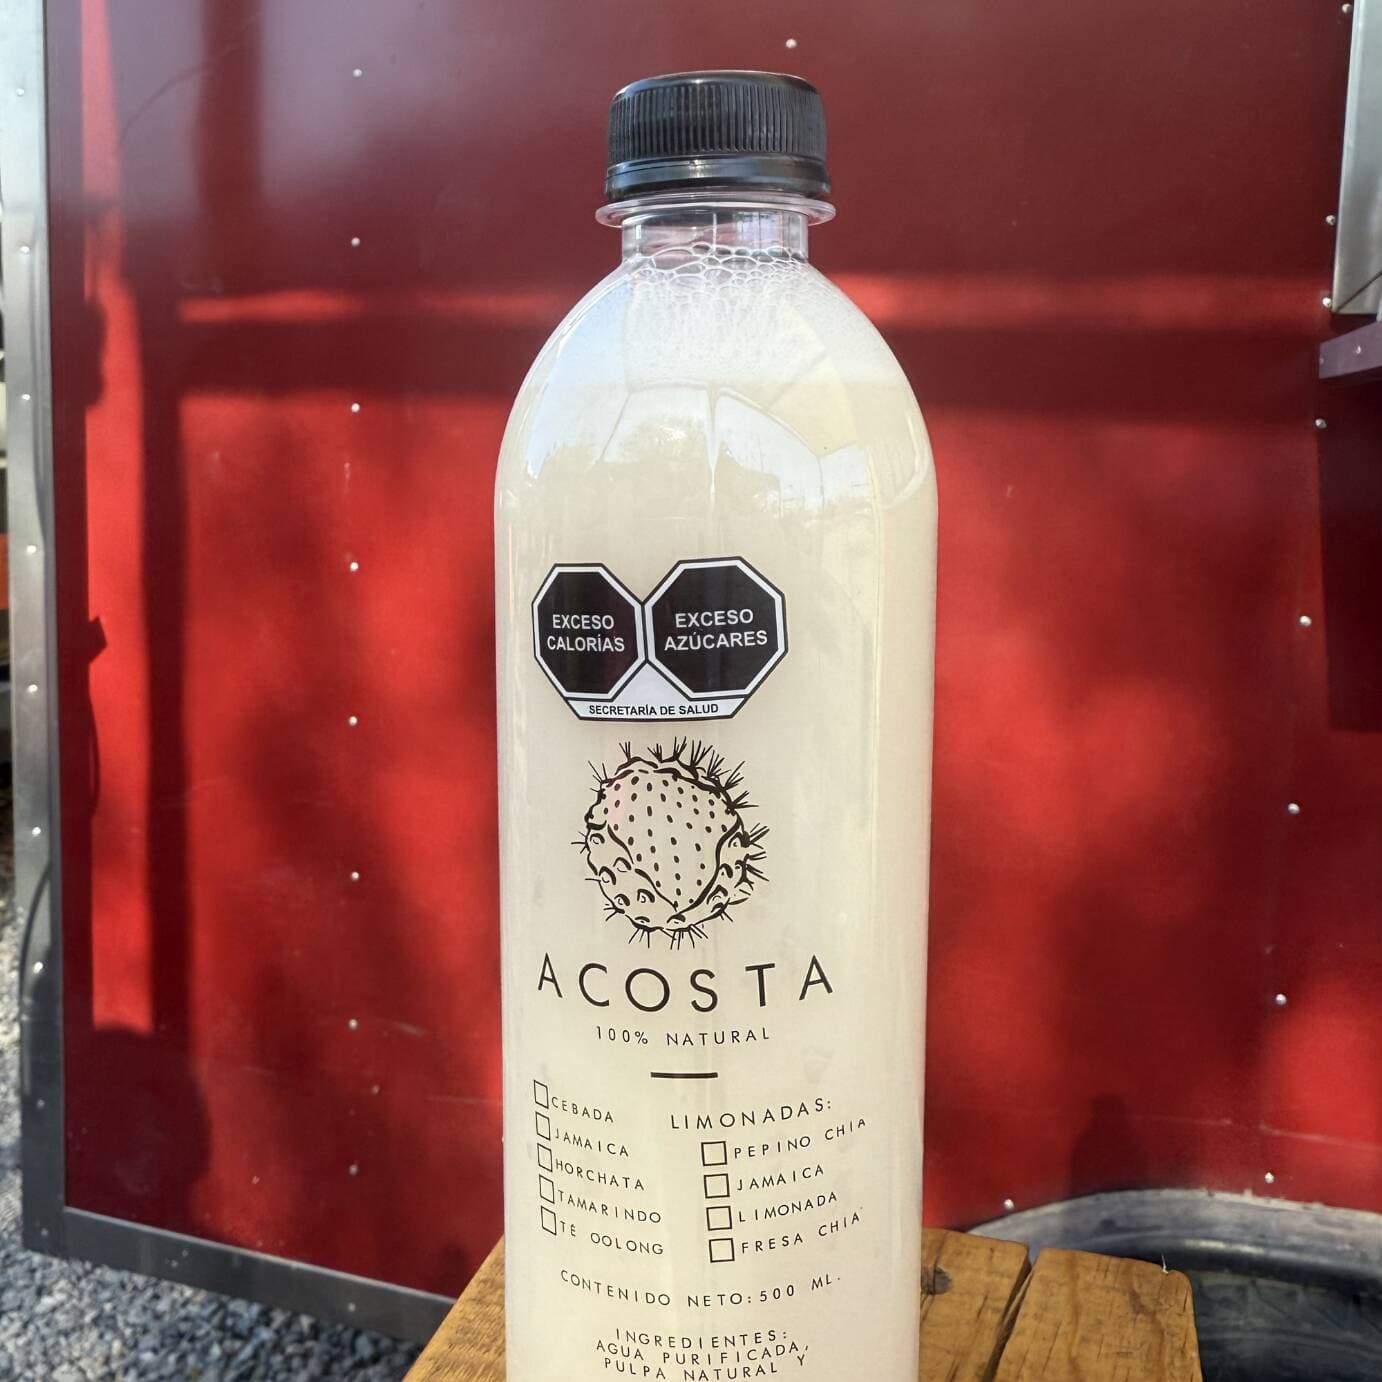 EXCESO
CALORÍAS
EXCESO
AZÚCARES
SECRETARÍA DE SALUD
ACOSTA
100% NATURAL
CEBADA
JAMAICA
HORCHATA
TAMARINDO
TÉ OOLONG
LIMONADAS:
PEPINO CHIA
JAMAICA
LIMONADA
FRESA CHIA
CONTENIDO NETO: 500 ML.
INGREDIENTES:
AGUA PURIFICADA,
PULPA NATURAL Y